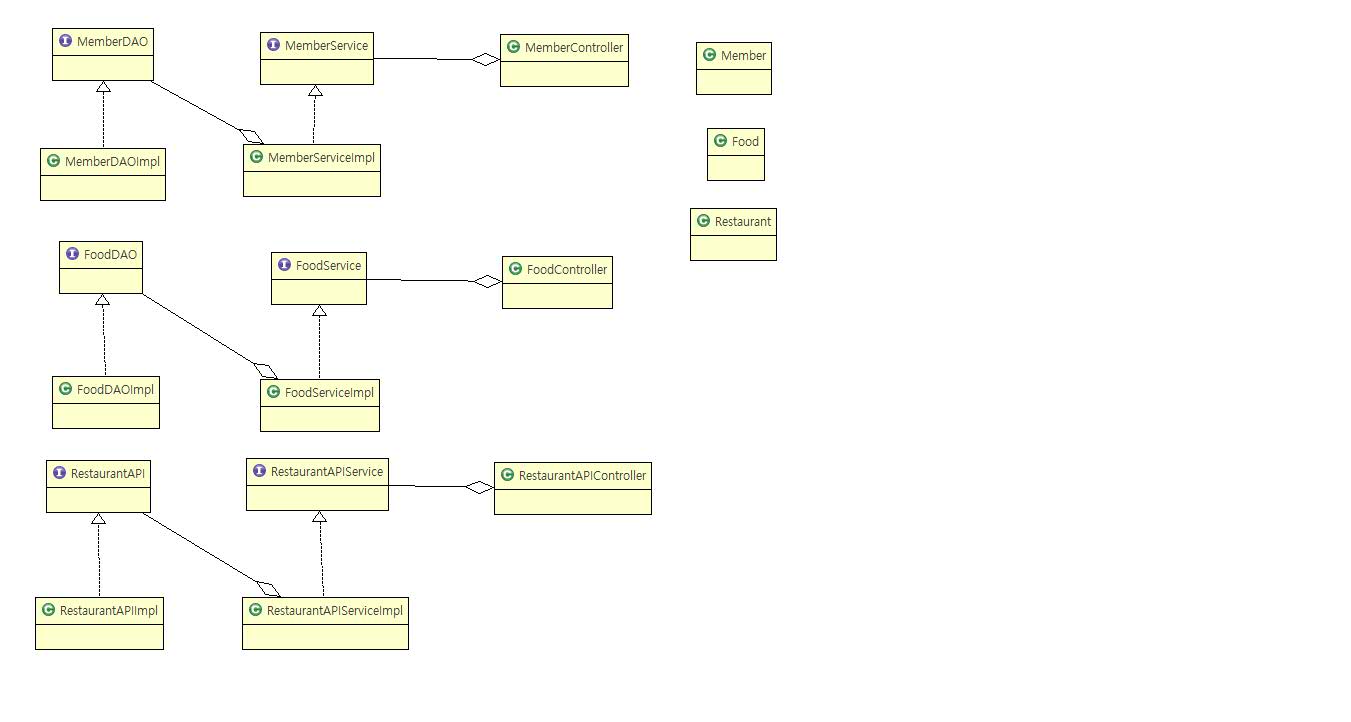 I MemberDAO
I MemberService
C MemberController
C Member
C MemberDAOImpl
C MemberServiceImpl
C Food
C Restaurant
I FoodDAO
I FoodService
C FoodController
C FoodDAOImpl
C FoodServiceImpl
I RestaurantAPI
I RestaurantAPIService
C RestaurantAPIController
C RestaurantAPIImpl
C RestaurantAPIServiceImpl